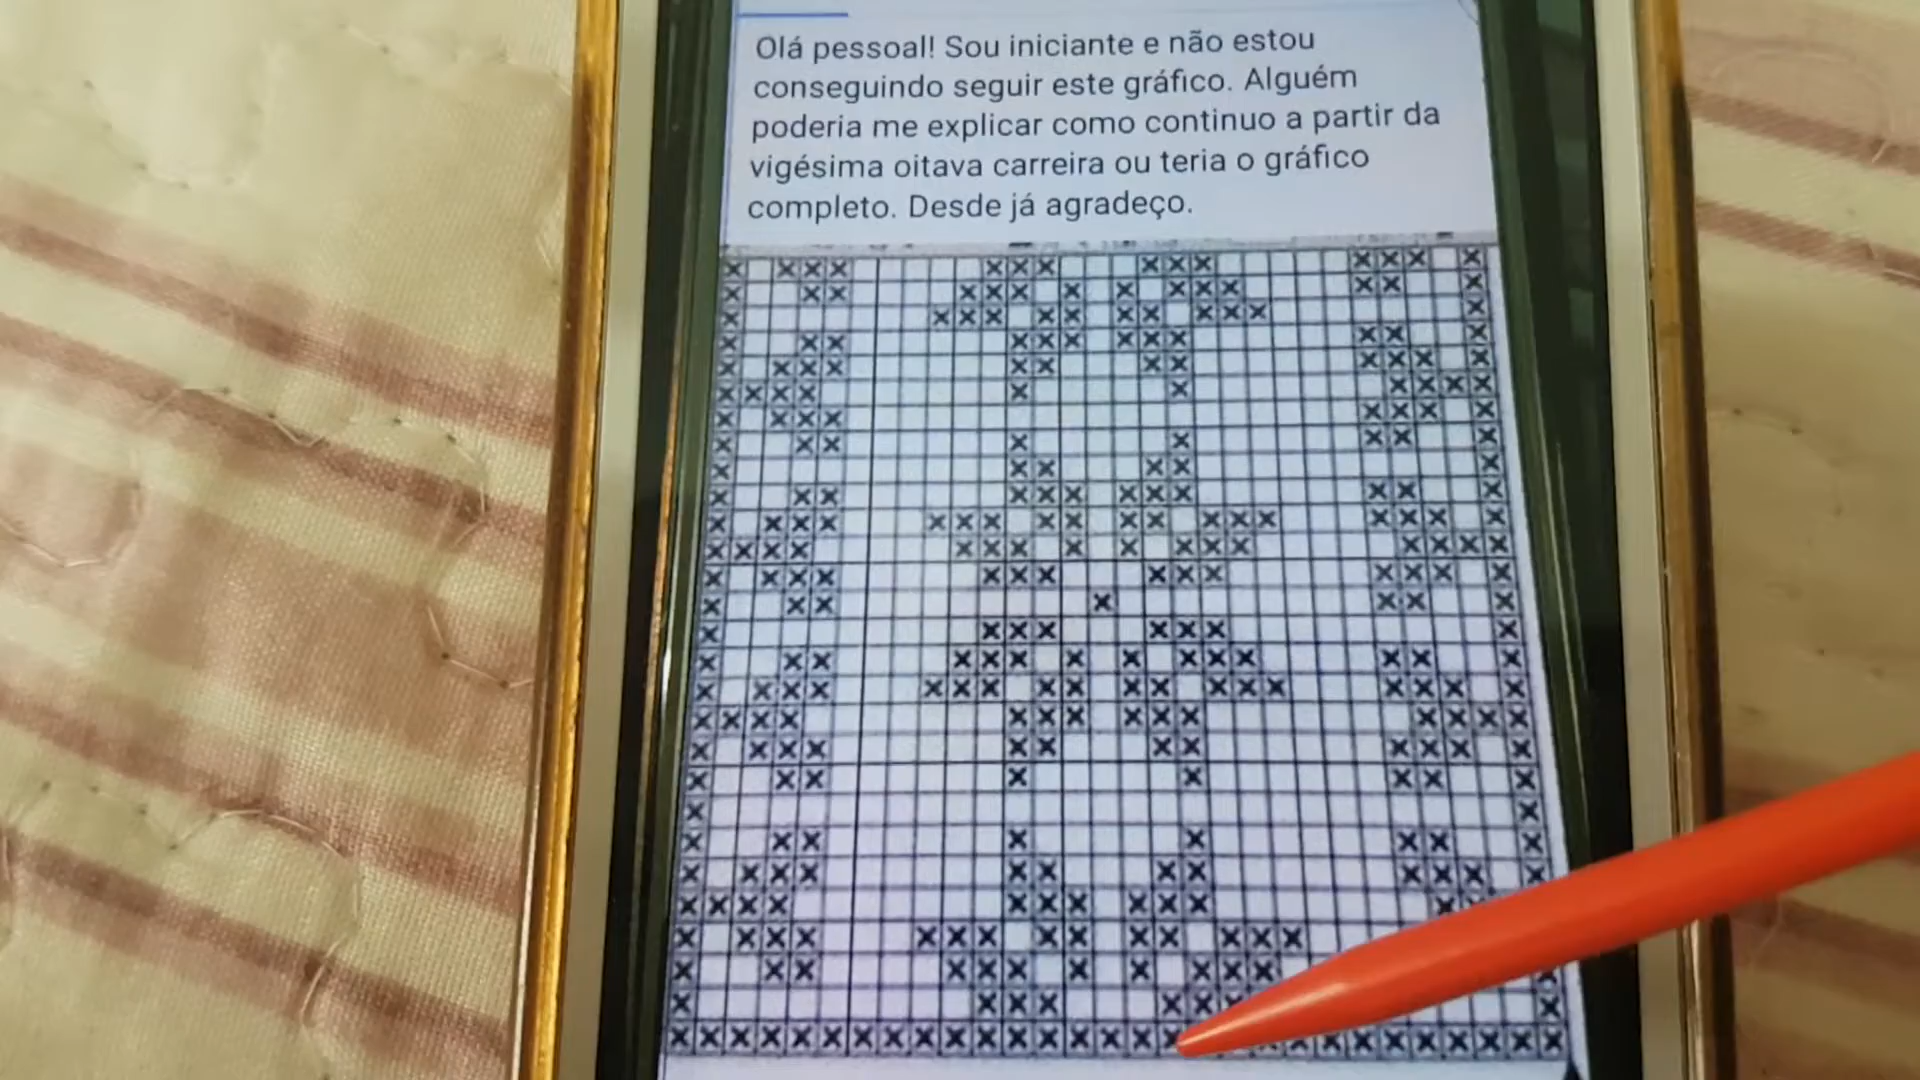 Olá pessoal! Sou iniciante e não estou
conseguindo seguir este gráfico. Alguém
poderia me explicar como continuo a partir da
vigésima oitava carreira ou teria o gráfico
completo. Desde já agradeço.